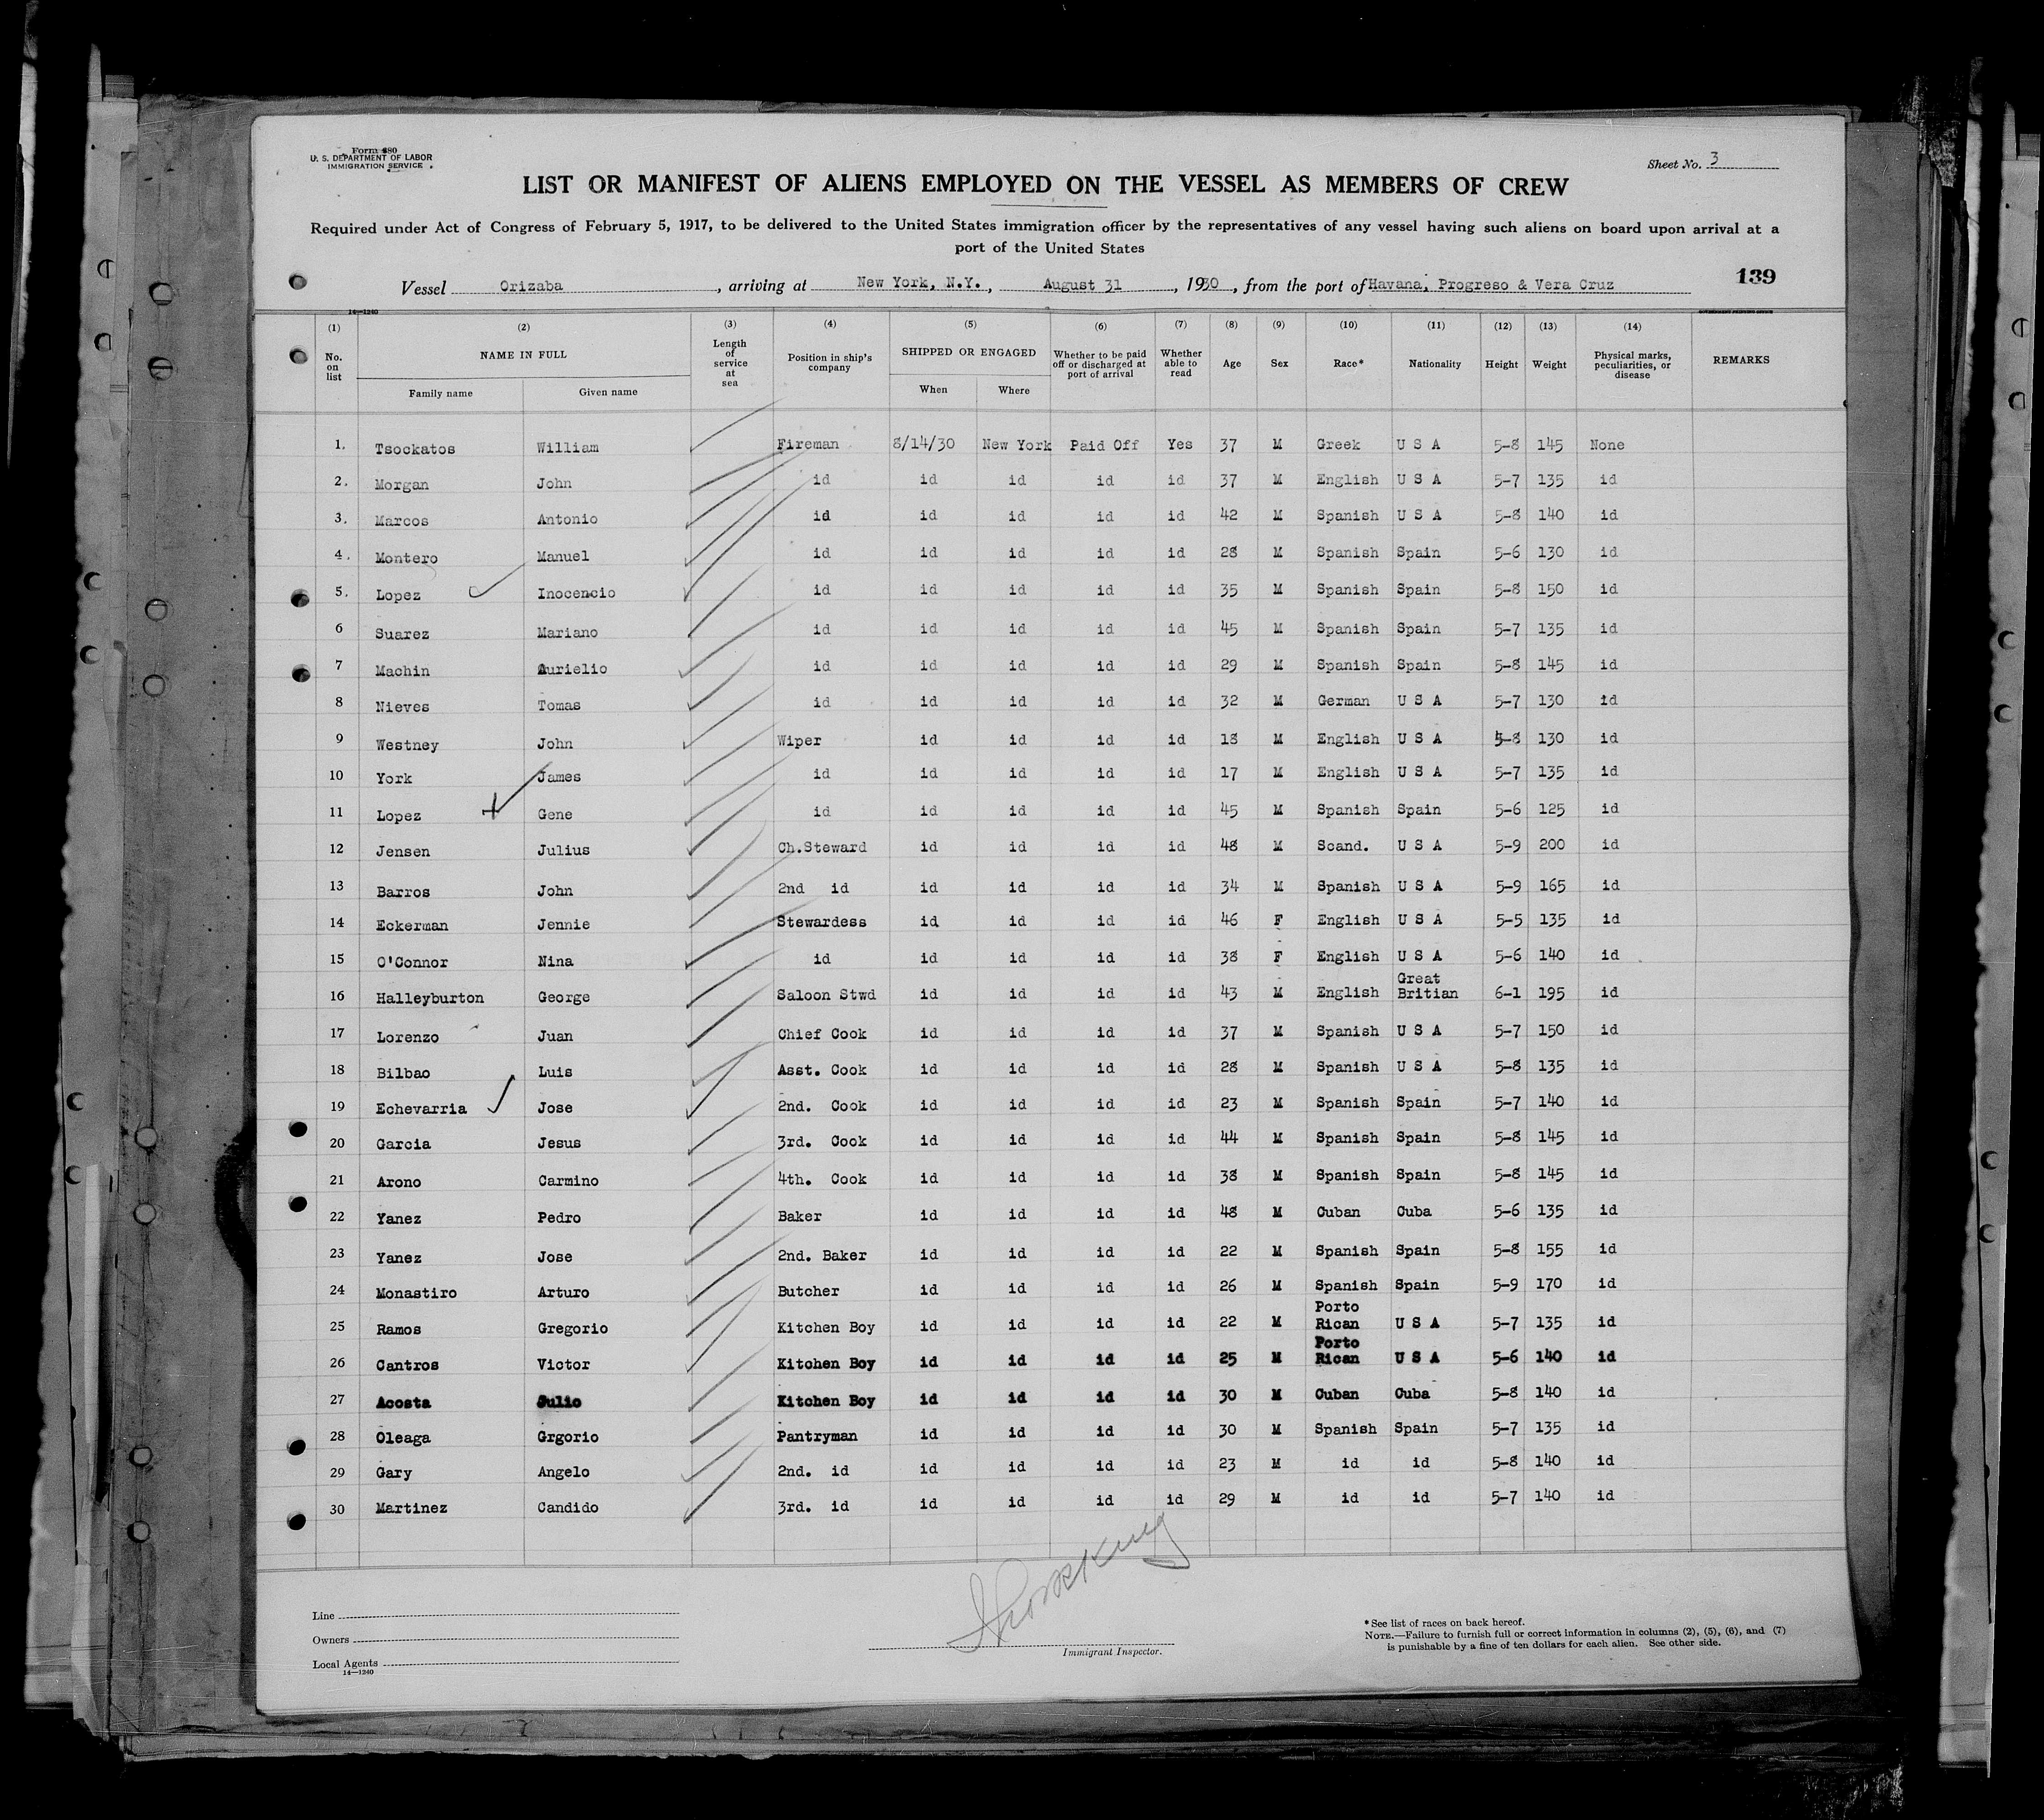 Form 680
U. S. DEPARTMENT OF LABOR
IMMIGRATION SERVICE
Sheet No. 3
LIST OR MANIFEST OF ALIENS EMPLOYED ON THE VESSEL AS MEMBERS OF CREW
Required under Act of Congress of February 5, 1917, to be delivered to the United States immigration officer by the representatives of any vessel having such aliens on board upon arrival at a
port of the United States
139
Vessel Orizaba, arriving at New York, N.Y., August 31, 1930, from the port of Havana, Progreso & Vera Cruz
14—1240
GOVERNMENT PRINTING OFFICE
(1) (2) (3) (4) (5) (6) (7) (8) (9) (10) (11) (12) (13) (14)
No. on list NAME IN FULL Family name Given name Length of service at sea Position in ship's company SHIPPED OR ENGAGED When Where Whether to be paid off or discharged at port of arrival Whether able to read Age Sex Race* Nationality Height Weight Physical marks, peculiarities, or disease REMARKS
1. Tsockatos William Fireman 8/14/30 New York Paid Off Yes 37 M Greek U S A 5-8 145 None
2. Morgan John id id id id id 37 M English U S A 5-7 135 id
3. Marcos Antonio id id id id id 42 M Spanish U S A 5-8 140 id
4. Montero Manuel id id id id id 28 M Spanish Spain 5-6 130 id
5. Lopez Inocencio id id id id id 35 M Spanish Spain 5-8 150 id
6 Suarez Mariano id id id id id 45 M Spanish Spain 5-7 135 id
7 Machin Aurielio id id id id id 29 M Spanish Spain 5-8 145 id
8 Nieves Tomas id id id id id 32 M German U S A 5-7 130 id
9 Westney John Wiper id id id id 18 M English U S A 5-8 130 id
10 York James id id id id id 17 M English U S A 5-7 135 id
11 Lopez Gene id id id id id 45 M Spanish Spain 5-6 125 id
12 Jensen Julius Ch.Steward id id id id 48 M Scand. U S A 5-9 200 id
13 Barros John 2nd id id id id id 34 M Spanish U S A 5-9 165 id
14 Eckerman Jennie Stewardess id id id id 46 F English U S A 5-5 135 id
15 O'Connor Nina id id id id id 38 F English U S A 5-6 140 id
16 Halleyburton George Saloon Stwd id id id id 43 M English Great Britian 6-1 195 id
17 Lorenzo Juan Chief Cook id id id id 37 M Spanish U S A 5-7 150 id
18 Bilbao Luis Asst. Cook id id id id 28 M Spanish U S A 5-8 135 id
19 Echevarria Jose 2nd. Cook id id id id 23 M Spanish Spain 5-7 140 id
20 Garcia Jesus 3rd. Cook id id id id 44 M Spanish Spain 5-8 145 id
21 Arono Carmino 4th. Cook id id id id 38 M Spanish Spain 5-8 145 id
22 Yanez Pedro Baker id id id id 48 M Cuban Cuba 5-6 135 id
23 Yanez Jose 2nd. Baker id id id id 22 M Spanish Spain 5-8 155 id
24 Monastiro Arturo Butcher id id id id 26 M Spanish Spain 5-9 170 id
25 Ramos Gregorio Kitchen Boy id id id id 22 M Porto Rican U S A 5-7 135 id
26 Cantros Victor Kitchen Boy id id id id 25 M Porto Rican U S A 5-6 140 id
27 Acosta Julio Kitchen Boy id id id id 30 M Cuban Cuba 5-8 140 id
28 Oleaga Grgorio Pantryman id id id id 30 M Spanish Spain 5-7 135 id
29 Gary Angelo 2nd. id id id id id 23 M id id 5-8 140 id
30 Martinez Candido 3rd. id id id id id 29 M id id 5-7 140 id
Line
Owners
Local Agents
14—1240
Immigrant Inspector.
*See list of races on back hereof.
NOTE.—Failure to furnish full or correct information in columns (2), (5), (6), and (7)
is punishable by a fine of ten dollars for each alien. See other side.